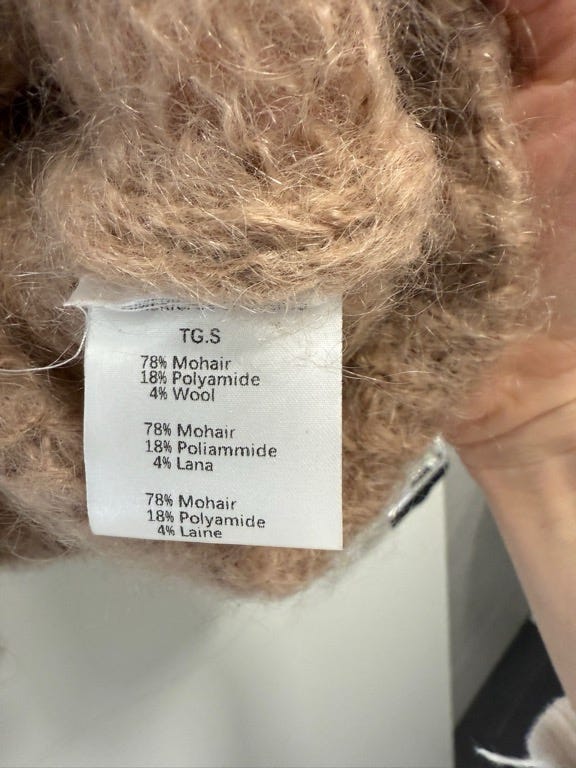 TG.S
78% Mohair
18% Polyamide
4% Wool
78% Mohair
18% Poliammide
4% Lana
78% Mohair
18% Polyamide
4% Laine